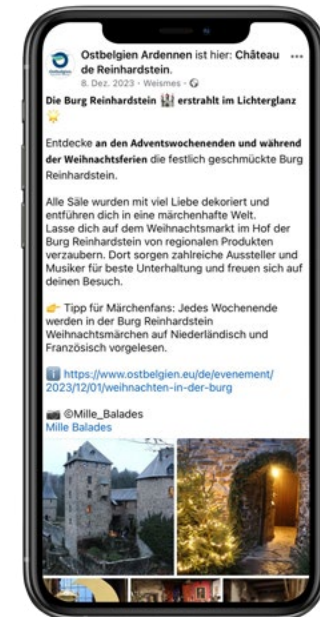 Ostbelgien Ardennen ist hier: Château
de Reinhardstein.
8. Dez. 2023 · Weismes ·
Die Burg Reinhardstein 🏰 erstrahlt im Lichterglanz
🌟
Entdecke an den Adventswochenenden und während
der Weihnachtsferien die festlich geschmückte Burg
Reinhardstein.
Alle Säle wurden mit viel Liebe dekoriert und
entführen dich in eine märchenhafte Welt.
Lasse dich auf dem Weihnachtsmarkt im Hof der
Burg Reinhardstein von regionalen Produkten
verzaubern. Dort sorgen zahlreiche Aussteller und
Musiker für beste Unterhaltung und freuen sich auf
deinen Besuch.
👉 Tipp für Märchenfans: Jedes Wochenende
werden in der Burg Reinhardstein
Weihnachtsmärchen auf Niederländisch und
Französisch vorgelesen.
ℹ️ https://www.ostbelgien.eu/de/evenement/
2023/12/01/weihnachten-in-der-burg
📷 ©Mille_Balades
Mille Balades